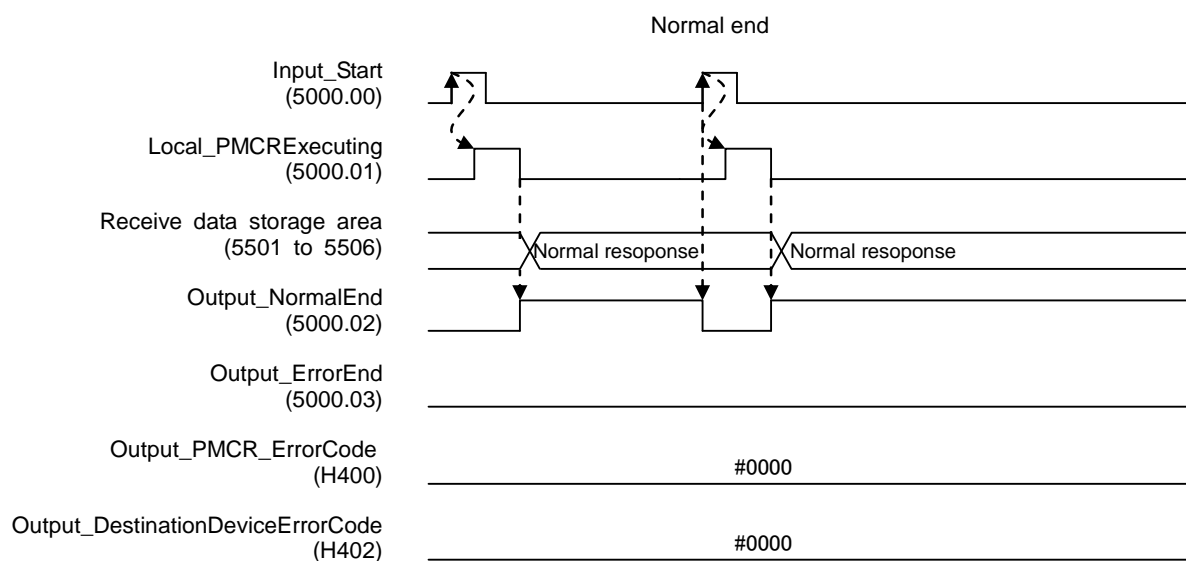 Normal end
Input_Start
(5000.00)
Local_PMCRExecuting
(5000.01)
Receive data storage area
(5501 to 5506)
Normal resoponse
Normal resoponse
Output_NormalEnd
(5000.02)
Output_ErrorEnd
(5000.03)
Output_PMCR_ErrorCode
(H400)
#0000
Output_DestinationDeviceErrorCode
(H402)
#0000